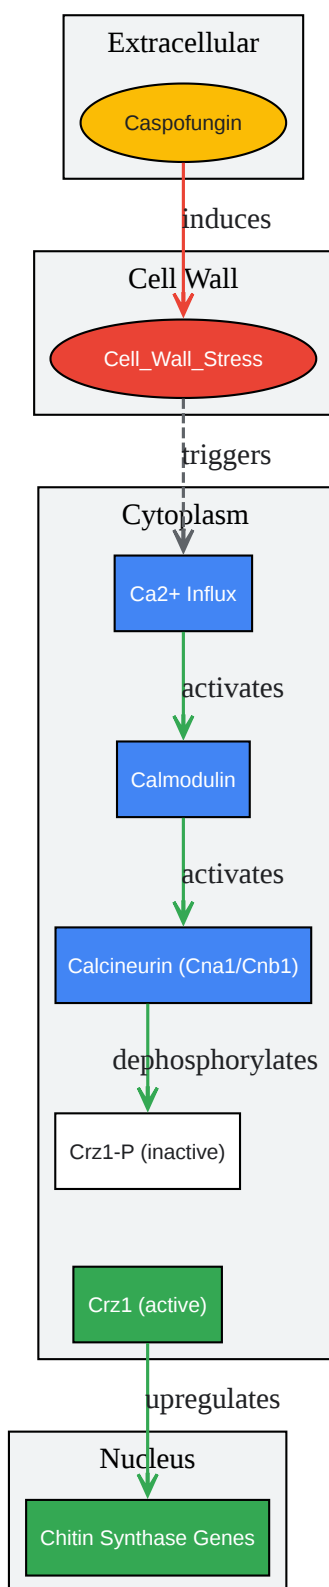 Extracellular
Caspofungin
induces
Cell Wall
Cell_Wall_Stress
triggers
Cytoplasm
Ca2+ Influx
activates
Calmodulin
activates
Calcineurin (Cna1/Cnb1)
dephosphorylates
Crz1-P (inactive)
Crz1 (active)
upregulates
Nucleus
Chitin Synthase Genes